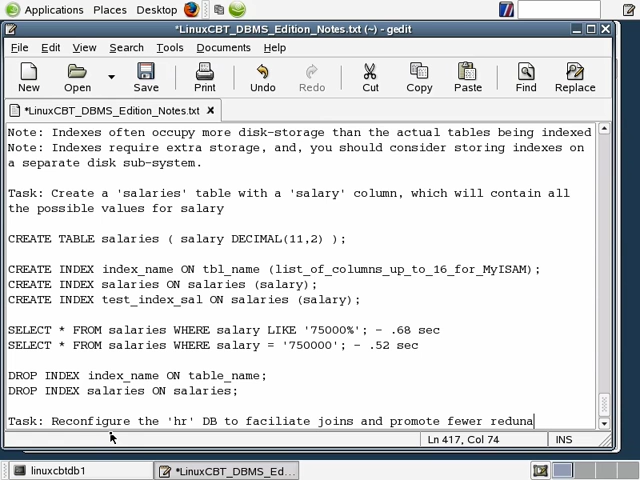 Applications Places Desktop
*LinuxCBT_DBMS_Edition_Notes.txt (~) - gedit
File Edit View Search Tools Documents Help
New Open Save Print Undo Redo Cut Copy Paste Find Replace
*LinuxCBT_DBMS_Edition_Notes.txt x
Note: Indexes often occupy more disk-storage than the actual tables being indexed
Note: Indexes require extra storage, and, you should consider storing indexes on
a separate disk sub-system.
Task: Create a 'salaries' table with a 'salary' column, which will contain all
the possible values for salary
CREATE TABLE salaries ( salary DECIMAL(11,2) );
CREATE INDEX index_name ON tbl_name (list_of_columns_up_to_16_for_MyISAM);
CREATE INDEX salaries ON salaries (salary);
CREATE INDEX test_index_sal ON salaries (salary);
SELECT * FROM salaries WHERE salary LIKE '75000%'; - .68 sec
SELECT * FROM salaries WHERE salary = '750000'; - .52 sec
DROP INDEX index_name ON table_name;
DROP INDEX salaries ON salaries;
Task: Reconfigure the 'hr' DB to faciliate joins and promote fewer reduna
Ln 417, Col 74 INS
linuxcbtdb1 *LinuxCBT_DBMS_Ed...